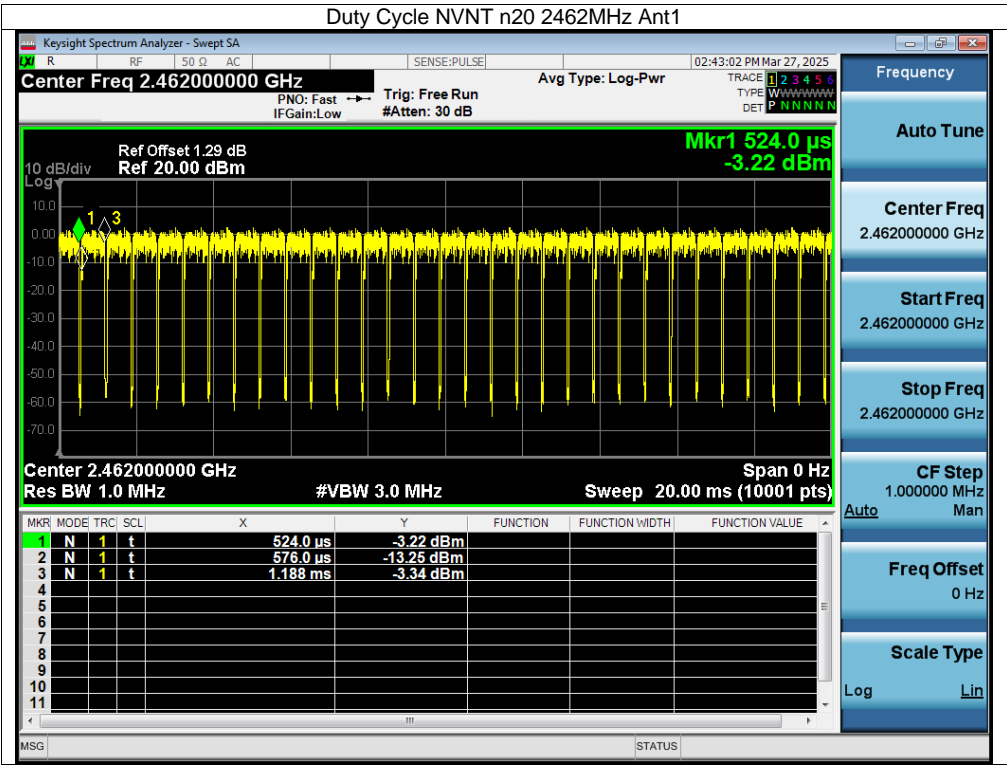 Duty Cycle NVNT n20 2462MHz Ant1
Keysight Spectrum Analyzer - Swept SA
LXI R RF 50 Ω AC SENSE:PULSE 02:43:02 PM Mar 27, 2025
Center Freq 2.462000000 GHz
PNO: Fast
IFGain:Low
Trig: Free Run
#Atten: 30 dB
Avg Type: Log-Pwr
TRACE 1 2 3 4 5 6
TYPE WWWWWWW
DET P N N N N N
Mkr1 524.0 µs
-3.22 dBm
Ref Offset 1.29 dB
10 dB/div Ref 20.00 dBm
Log
10.0
0.00
-10.0
-20.0
-30.0
-40.0
-50.0
-60.0
-70.0
1 3
Center 2.462000000 GHz Span 0 Hz
Res BW 1.0 MHz #VBW 3.0 MHz Sweep 20.00 ms (10001 pts)
MKR MODE TRC SCL X Y FUNCTION FUNCTION WIDTH FUNCTION VALUE
1 N 1 t 524.0 µs -3.22 dBm
2 N 1 t 576.0 µs -13.25 dBm
3 N 1 t 1.188 ms -3.34 dBm
4
5
6
7
8
9
10
11
MSG STATUS
Frequency
Auto Tune
Center Freq
2.462000000 GHz
Start Freq
2.462000000 GHz
Stop Freq
2.462000000 GHz
CF Step
1.000000 MHz
Auto Man
Freq Offset
0 Hz
Scale Type
Log Lin